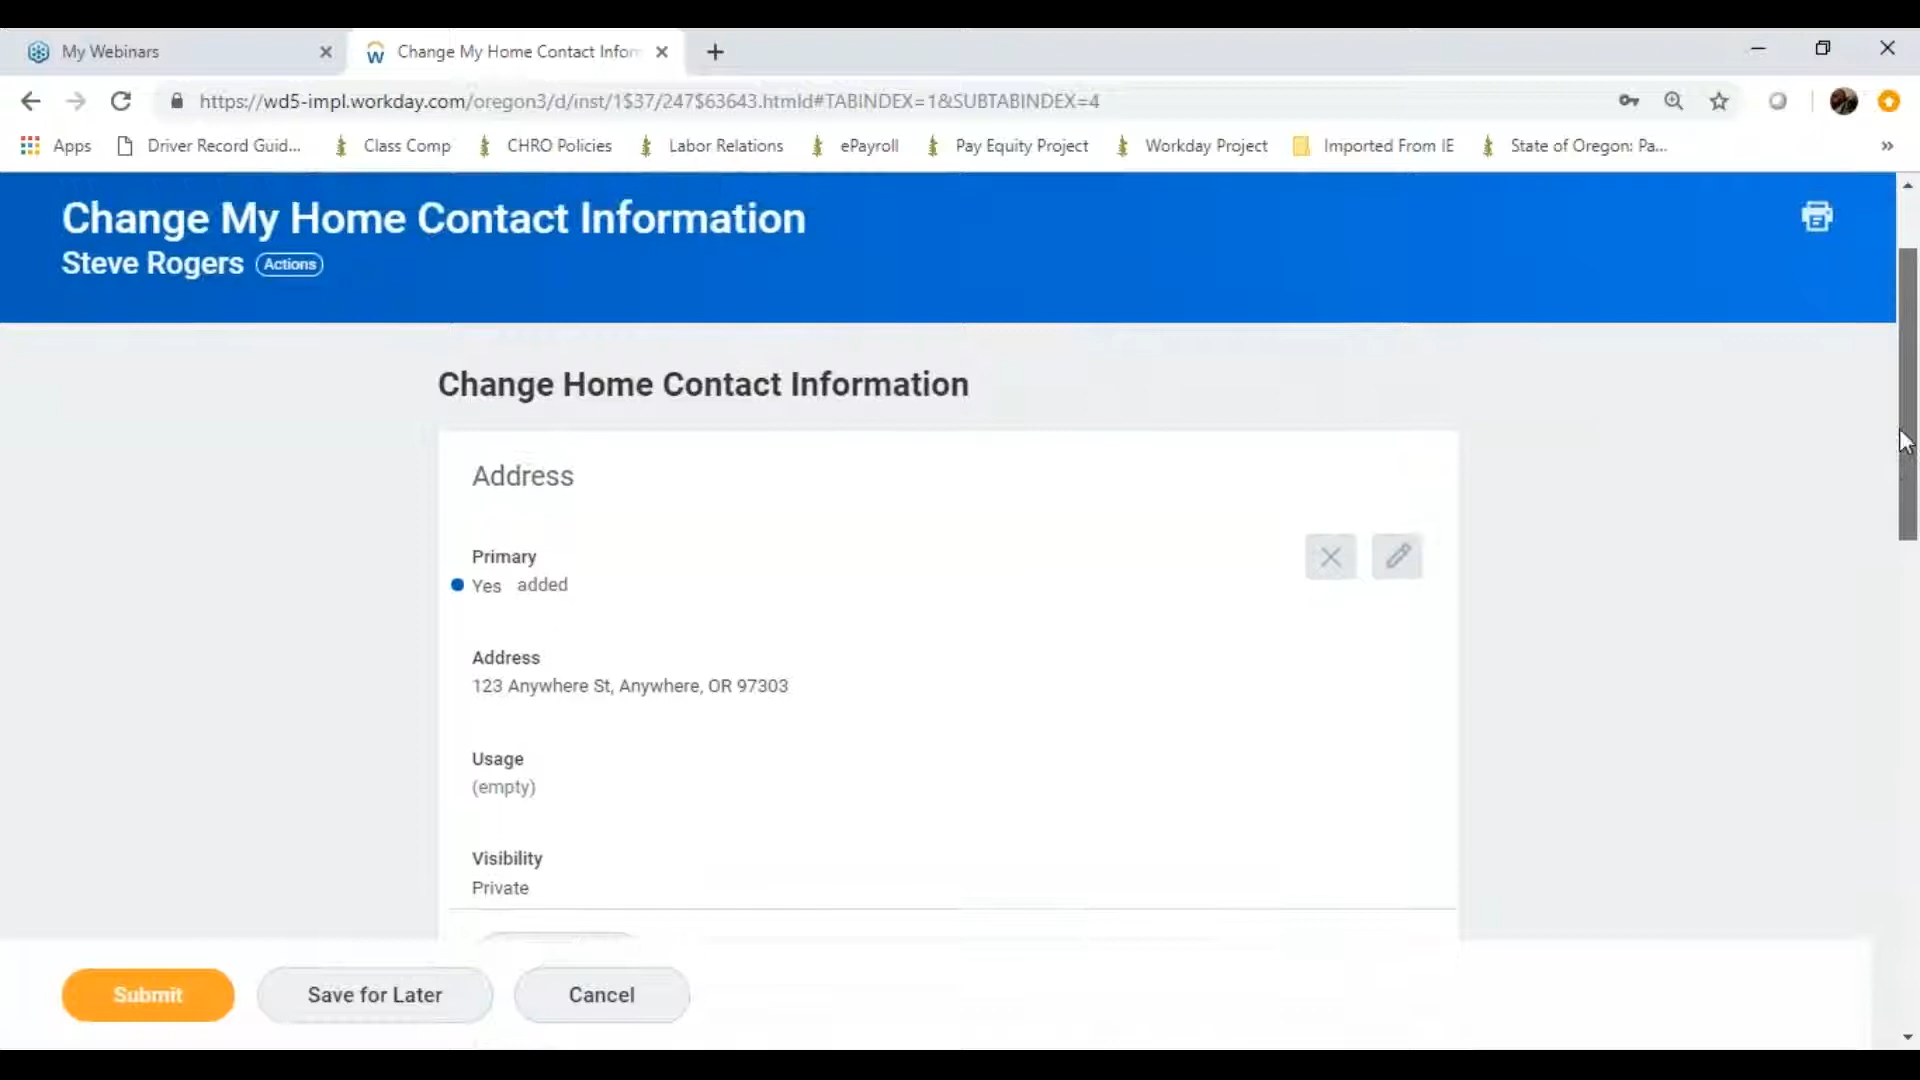 My Webinars
Change My Home Contact Infor
https://wd5-impl.workday.com/oregon3/d/inst/1$37/247$63643.htmld#TABINDEX=1&SUBTABINDEX=4
Apps Driver Record Guid... Class Comp CHRO Policies Labor Relations ePayroll Pay Equity Project Workday Project Imported From IE State of Oregon: Pa... »
Change My Home Contact Information
Steve Rogers Actions
Change Home Contact Information
Address
Primary
Yes added
Address
123 Anywhere St, Anywhere, OR 97303
Usage
(empty)
Visibility
Private
Submit Save for Later Cancel